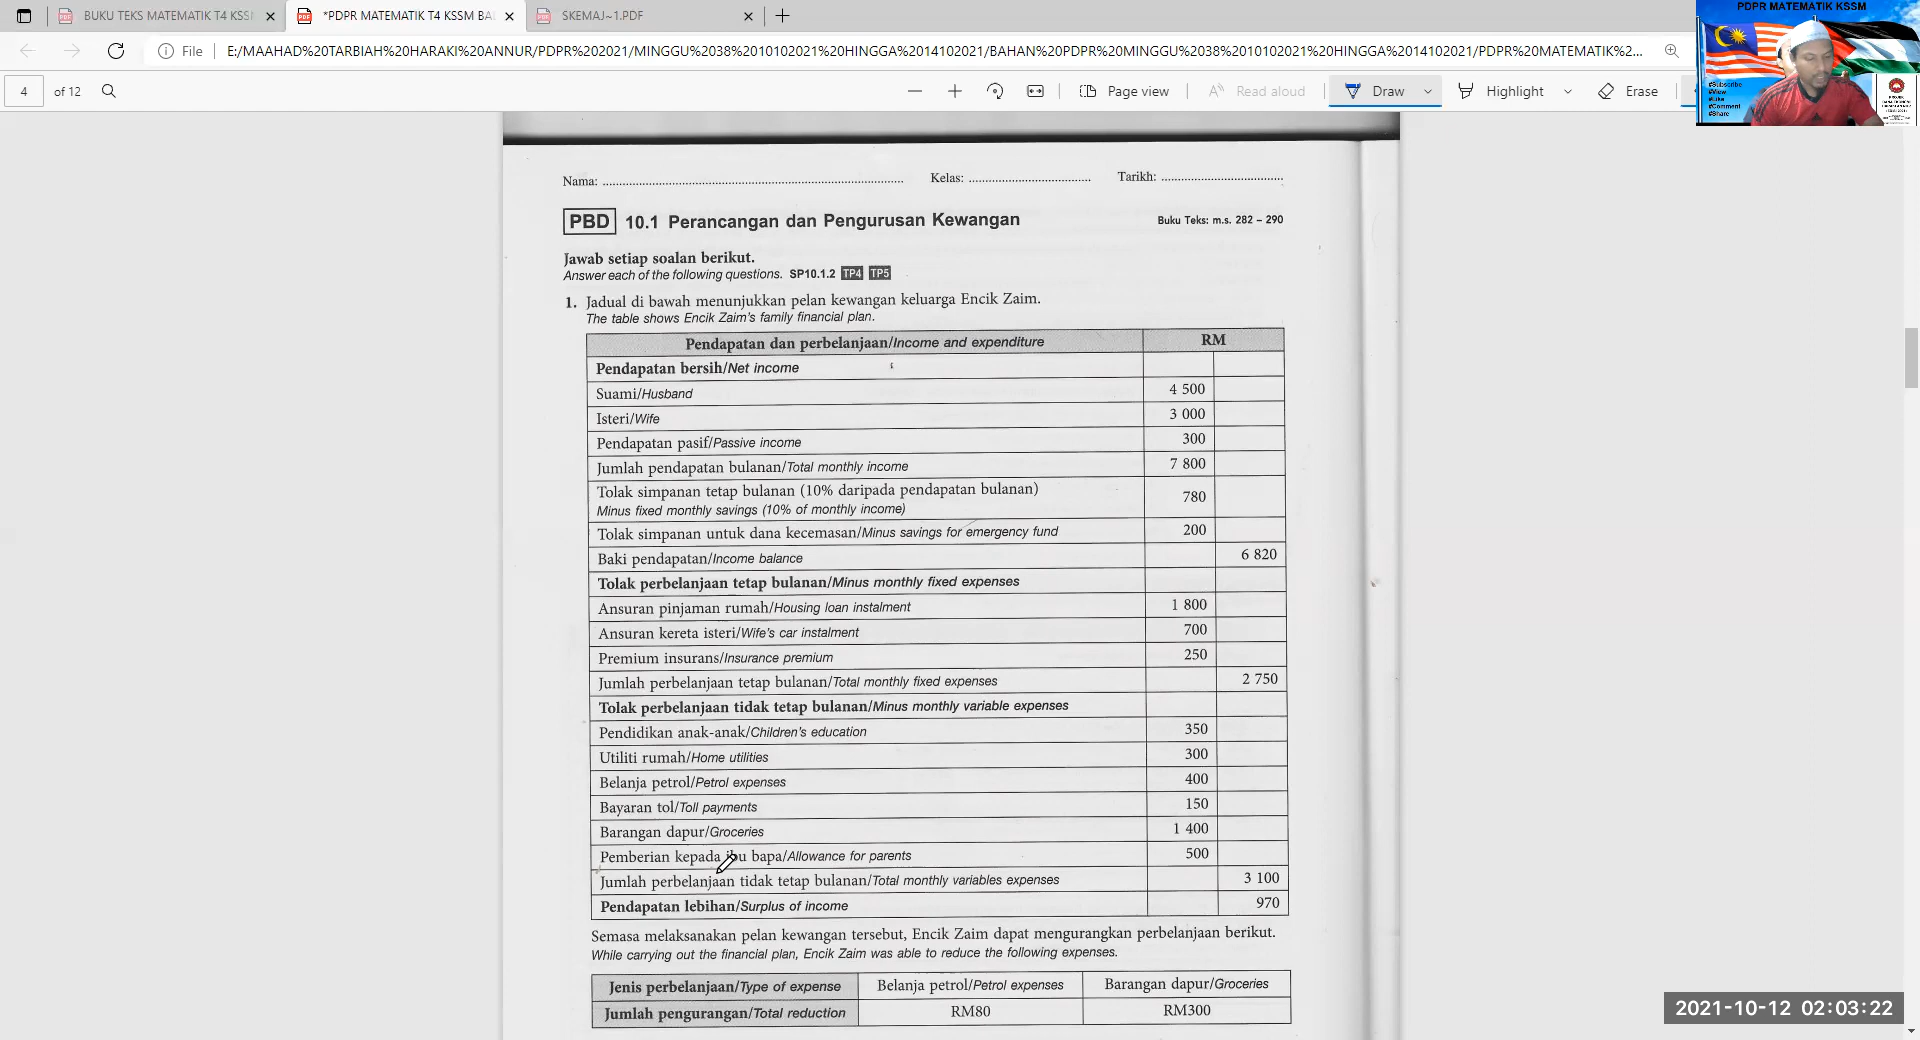 BUKU TEKS MATEMATIK T4 KSSM
*PDPR MATEMATIK T4 KSSM BA
SKEMAJ~1.PDF
PDPR MATEMATIK KSSM
File
E:/MAAHAD%20TARBIAH%20HARAKI%20ANNUR/PDPR%202021/MINGGU%2038%2010102021%20HINGGA%2014102021/BAHAN%20PDPR%20MINGGU%2038%2010102021%20HINGGA%2014102021/PDPR%20MATEMATIK%2...
4 of 12
Page view
Read aloud
Draw
Highlight
Erase
#Subscribe
#View
#Like
#Comment
#Share
Nama: Kelas: Tarikh:
PBD 10.1 Perancangan dan Pengurusan Kewangan Buku Teks: m.s. 282 – 290
Jawab setiap soalan berikut.
Answer each of the following questions. SP10.1.2 TP4 TP5
1. Jadual di bawah menunjukkan pelan kewangan keluarga Encik Zaim.
The table shows Encik Zaim's family financial plan.
Pendapatan dan perbelanjaan/Income and expenditure RM
Pendapatan bersih/Net income
Suami/Husband 4 500
Isteri/Wife 3 000
Pendapatan pasif/Passive income 300
Jumlah pendapatan bulanan/Total monthly income 7 800
Tolak simpanan tetap bulanan (10% daripada pendapatan bulanan) 780
Minus fixed monthly savings (10% of monthly income)
Tolak simpanan untuk dana kecemasan/Minus savings for emergency fund 200
Baki pendapatan/Income balance 6 820
Tolak perbelanjaan tetap bulanan/Minus monthly fixed expenses
Ansuran pinjaman rumah/Housing loan instalment 1 800
Ansuran kereta isteri/Wife's car instalment 700
Premium insurans/Insurance premium 250
Jumlah perbelanjaan tetap bulanan/Total monthly fixed expenses 2 750
Tolak perbelanjaan tidak tetap bulanan/Minus monthly variable expenses
Pendidikan anak-anak/Children's education 350
Utiliti rumah/Home utilities 300
Belanja petrol/Petrol expenses 400
Bayaran tol/Toll payments 150
Barangan dapur/Groceries 1 400
Pemberian kepada ibu bapa/Allowance for parents 500
Jumlah perbelanjaan tidak tetap bulanan/Total monthly variables expenses 3 100
Pendapatan lebihan/Surplus of income 970
Semasa melaksanakan pelan kewangan tersebut, Encik Zaim dapat mengurangkan perbelanjaan berikut.
While carrying out the financial plan, Encik Zaim was able to reduce the following expenses.
Jenis perbelanjaan/Type of expense Belanja petrol/Petrol expenses Barangan dapur/Groceries
Jumlah pengurangan/Total reduction RM80 RM300
2021-10-12 02:03:22